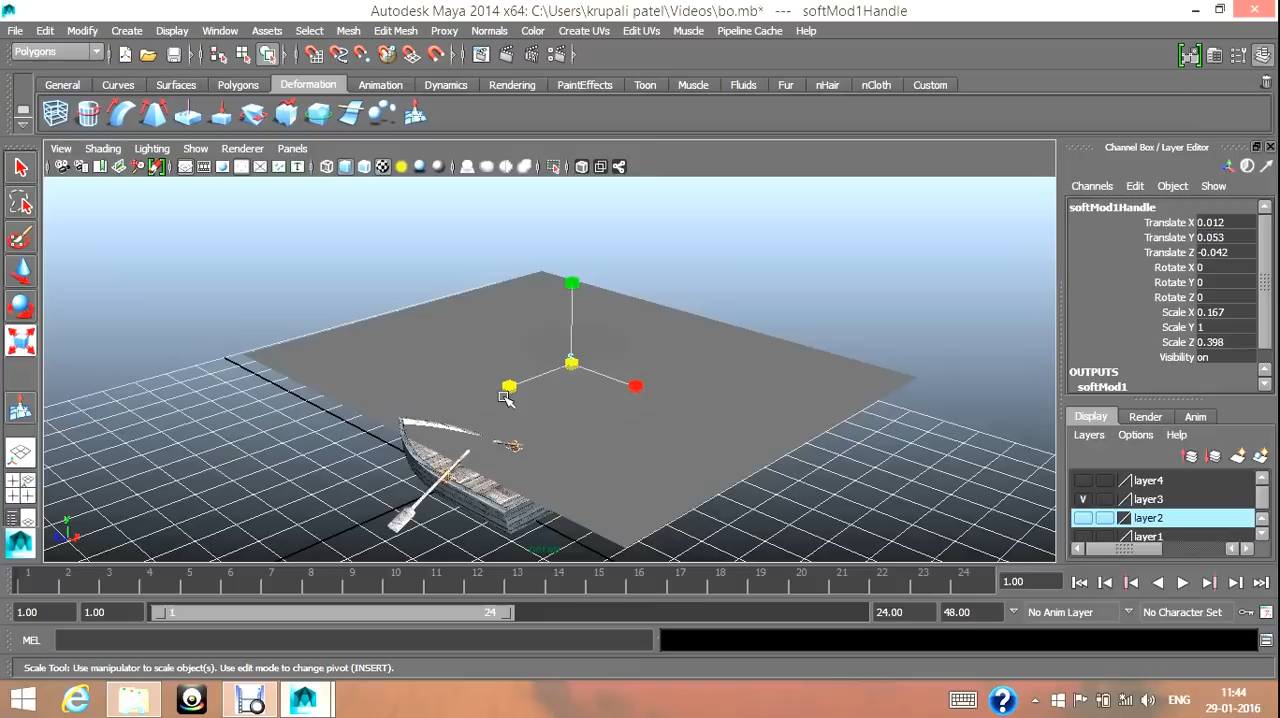 Autodesk Maya 2014 x64: C:\Users\krupali patel\Videos\bo.mb* --- softMod1Handle
File Edit Modify Create Display Window Assets Select Mesh Edit Mesh Proxy Normals Color Create UVs Edit UVs Muscle Pipeline Cache Help
Polygons
General Curves Surfaces Polygons Deformation Animation Dynamics Rendering PaintEffects Toon Muscle Fluids Fur nHair nCloth Custom
View Shading Lighting Show Renderer Panels
Channel Box / Layer Editor
Channels Edit Object Show
softMod1Handle
Translate X 0.012
Translate Y 0.053
Translate Z -0.042
Rotate X 0
Rotate Y 0
Rotate Z 0
Scale X 0.167
Scale Y 1
Scale Z 0.398
Visibility on
OUTPUTS
softMod1
Display Render Anim
Layers Options Help
layer4
V layer3
layer2
layer1
persp
1 2 3 4 5 6 7 8 9 10 11 12 13 14 15 16 17 18 19 20 21 22 23 24 1.00
1.00 1.00 1 24 24.00 48.00 No Anim Layer No Character Set
MEL
Scale Tool: Use manipulator to scale object(s). Use edit mode to change pivot (INSERT).
ENG 11:44
29-01-2016